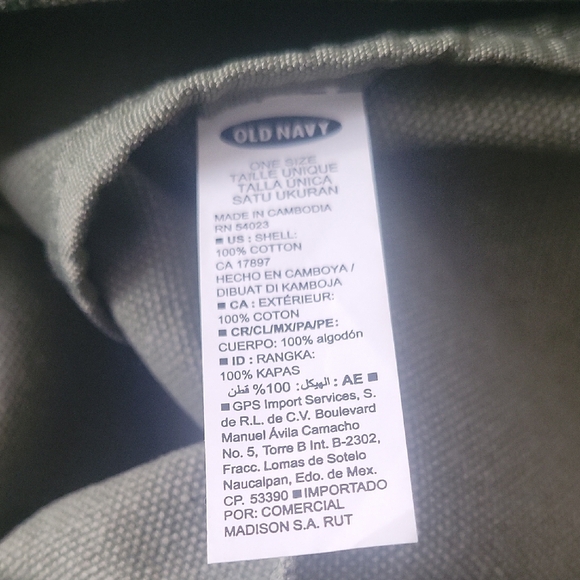 OLD NAVY
ONE SIZE
TAILLE UNIQUE
TALLA ÚNICA
SATU UKURAN
MADE IN CAMBODIA
RN 54023
■ US : SHELL:
100% COTTON
CA 17897
HECHO EN CAMBOYA /
DIBUAT DI KAMBOJA
■ CA : EXTÉRIEUR:
100% COTON
■ CR/CL/MX/PA/PE:
CUERPO: 100% algodón
■ ID : RANGKA:
100% KAPAS
■ AE : الهيكل: 100% قطن
■ GPS Import Services, S.
de R.L. de C.V. Boulevard
Manuel Ávila Camacho
No. 5, Torre B Int. B-2302,
Fracc. Lomas de Sotelo
Naucalpan, Edo. de Mex.
CP. 53390 ■ IMPORTADO
POR: COMERCIAL
MADISON S.A. RUT